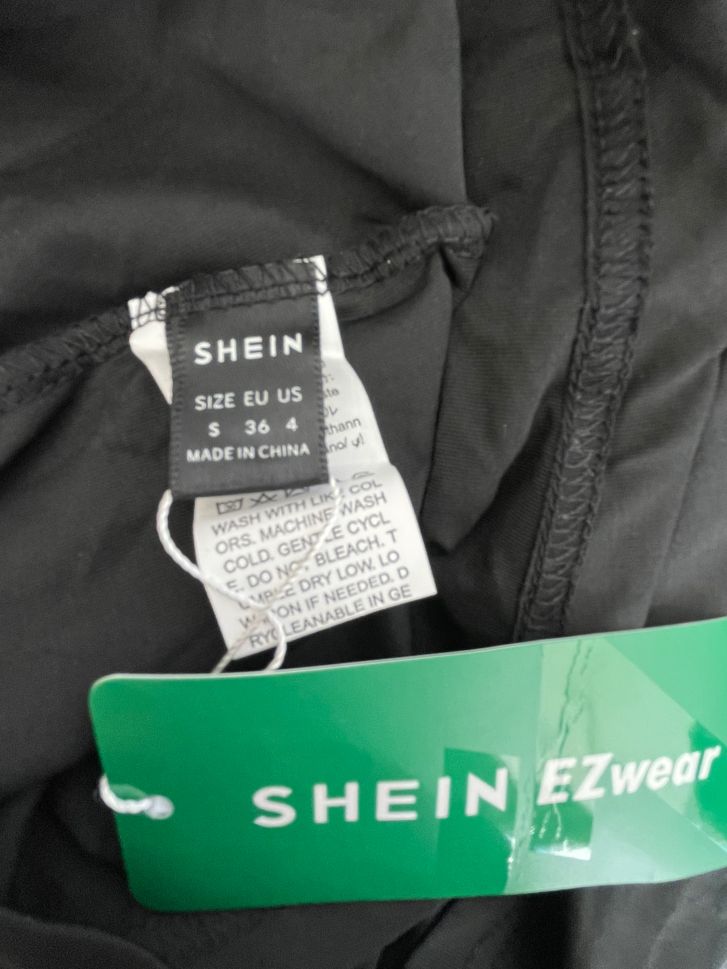 SHEIN
SIZE EU US
S 36 4
MADE IN CHINA
WASH WITH LIKE COL
ORS. MACHINE WASH
COLD. GENTLE CYCL
E. DO NOT BLEACH. T
UMBLE DRY LOW. LO
W IRON IF NEEDED. D
RYCLEANABLE IN GE
SHEIN EZwear